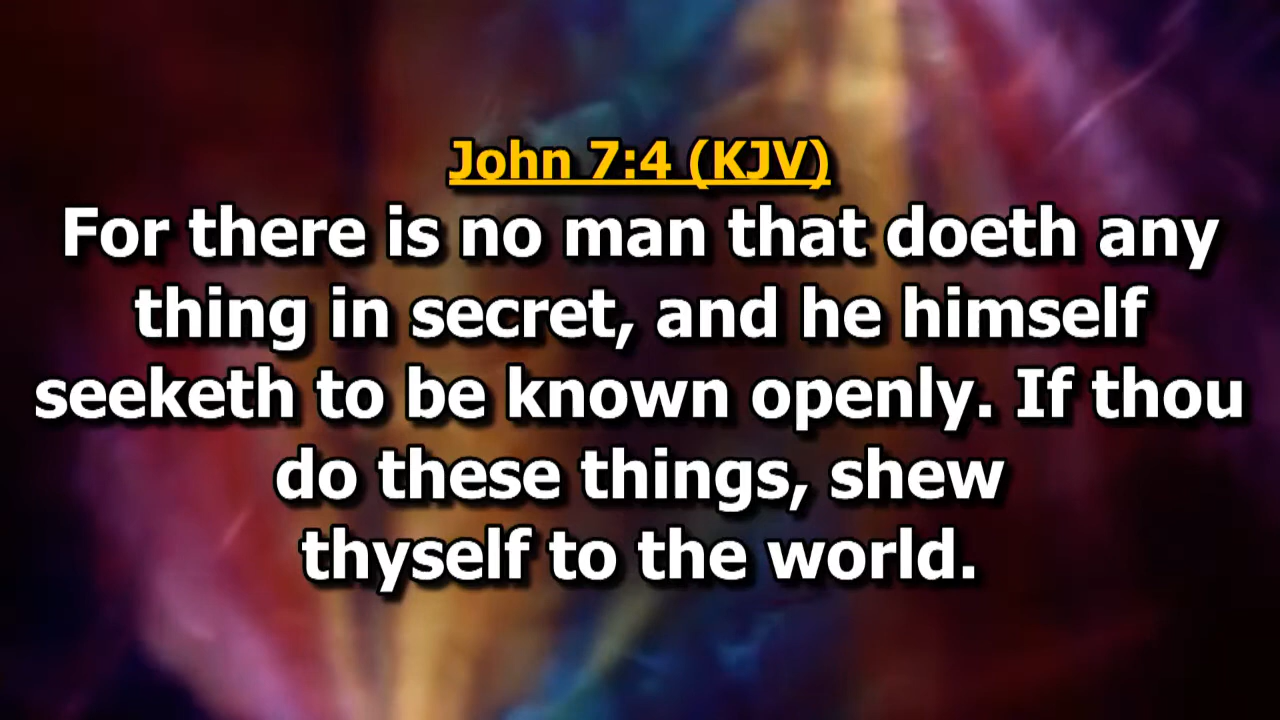 John 7:4 (KJV)
For there is no man that doeth any
thing in secret, and he himself
seeketh to be known openly. If thou
do these things, shew
thyself to the world.